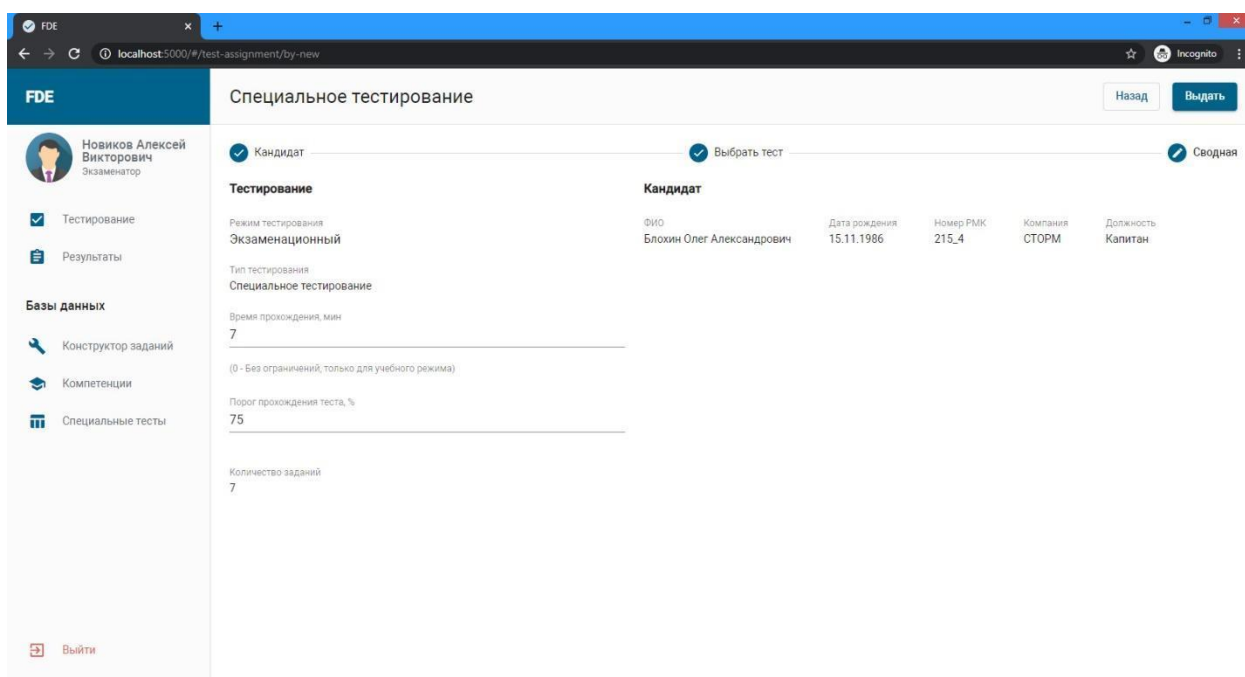 FDE
localhost:5000/#/test-assignment/by-new
Incognito
FDE
Специальное тестирование
Назад
Выдать
Новиков Алексей
Викторович
Экзаменатор
Кандидат
Выбрать тест
Сводная
Тестирование
Результаты
Базы данных
Конструктор заданий
Компетенции
Специальные тесты
Выйти
Тестирование
Режим тестирования
Экзаменационный
Тип тестирования
Специальное тестирование
Время прохождения, мин
7
(0 - Без ограничений, только для учебного режима)
Порог прохождения теста, %
75
Количество заданий
7
Кандидат
ФИО Дата рождения Номер РМК Компания Должность
Блохин Олег Александрович 15.11.1986 215_4 СТОРМ Капитан